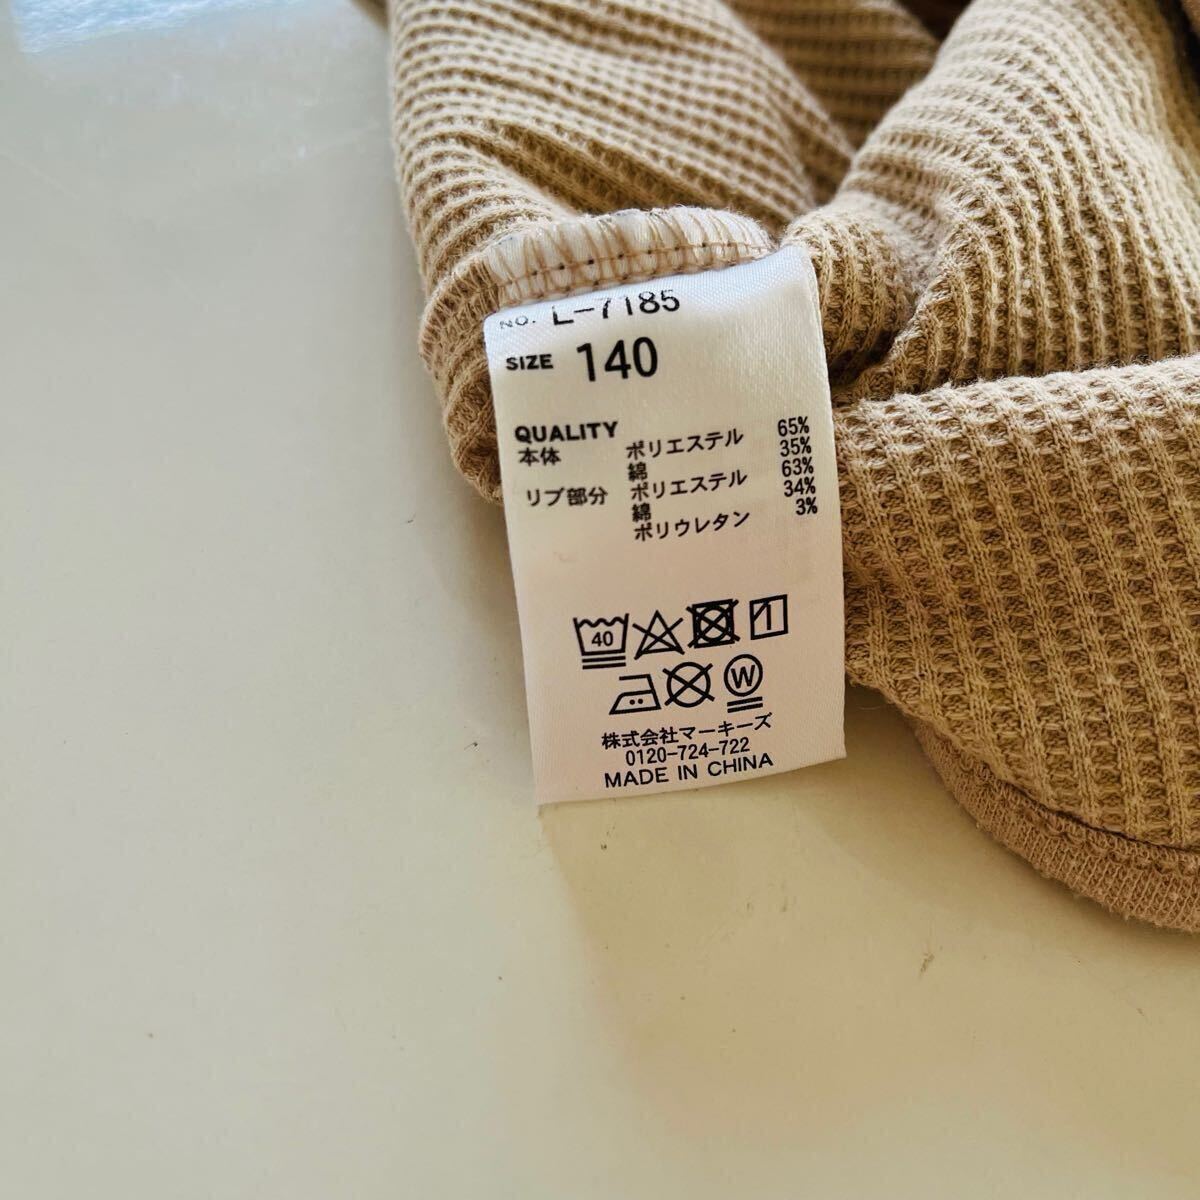 NO. L-7185
SIZE 140
QUALITY
本体 ポリエステル 65%
綿 35%
リブ部分 ポリエステル 63%
綿 34%
ポリウレタン 3%
40
W
株式会社マーキーズ
0120-724-722
MADE IN CHINA